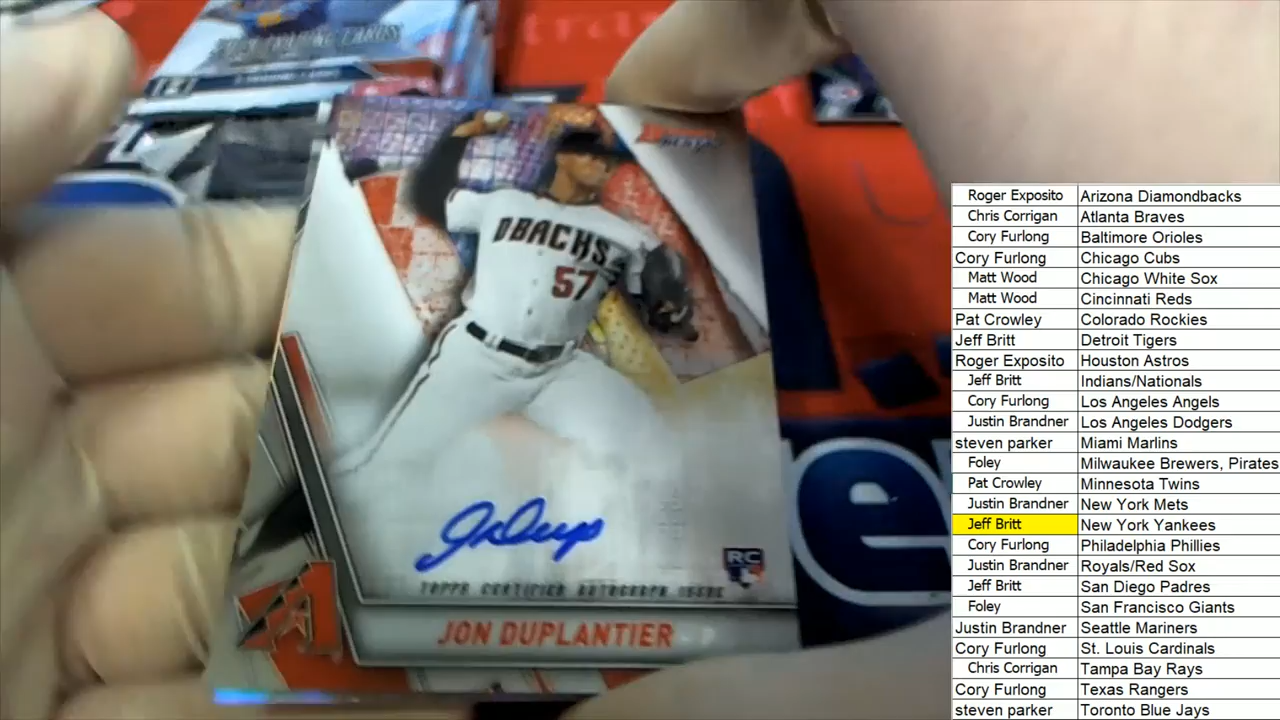 DBACKS
57
TOPPS CERTIFIED AUTOGRAPH ISSUE
RC
JON DUPLANTIER
Roger Exposito Arizona Diamondbacks
Chris Corrigan Atlanta Braves
Cory Furlong Baltimore Orioles
Cory Furlong Chicago Cubs
Matt Wood Chicago White Sox
Matt Wood Cincinnati Reds
Pat Crowley Colorado Rockies
Jeff Britt Detroit Tigers
Roger Exposito Houston Astros
Jeff Britt Indians/Nationals
Cory Furlong Los Angeles Angels
Justin Brandner Los Angeles Dodgers
steven parker Miami Marlins
Foley Milwaukee Brewers, Pirates
Pat Crowley Minnesota Twins
Justin Brandner New York Mets
Jeff Britt New York Yankees
Cory Furlong Philadelphia Phillies
Justin Brandner Royals/Red Sox
Jeff Britt San Diego Padres
Foley San Francisco Giants
Justin Brandner Seattle Mariners
Cory Furlong St. Louis Cardinals
Chris Corrigan Tampa Bay Rays
Cory Furlong Texas Rangers
steven parker Toronto Blue Jays